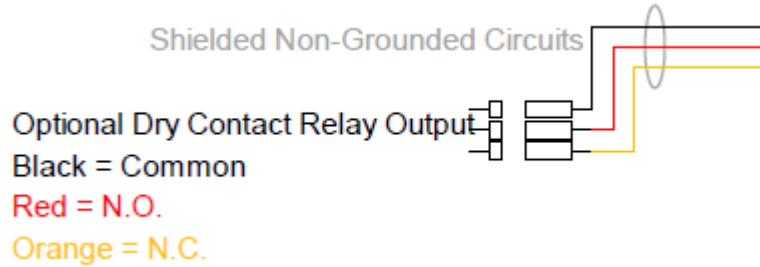 Shielded Non-Grounded Circuits
Optional Dry Contact Relay Output
Black = Common
Red = N.O.
Orange = N.C.